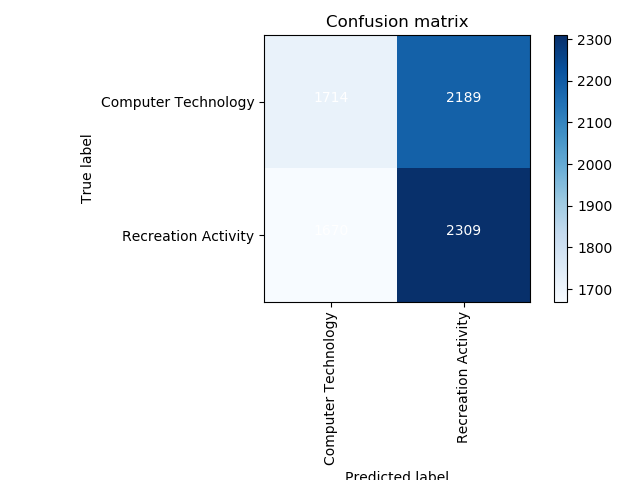 Confusion matrix
Computer Technology
1714
2189
Recreation Activity
1670
2309
True label
Computer Technology
Recreation Activity
Predicted label
2300
2200
2100
2000
1900
1800
1700